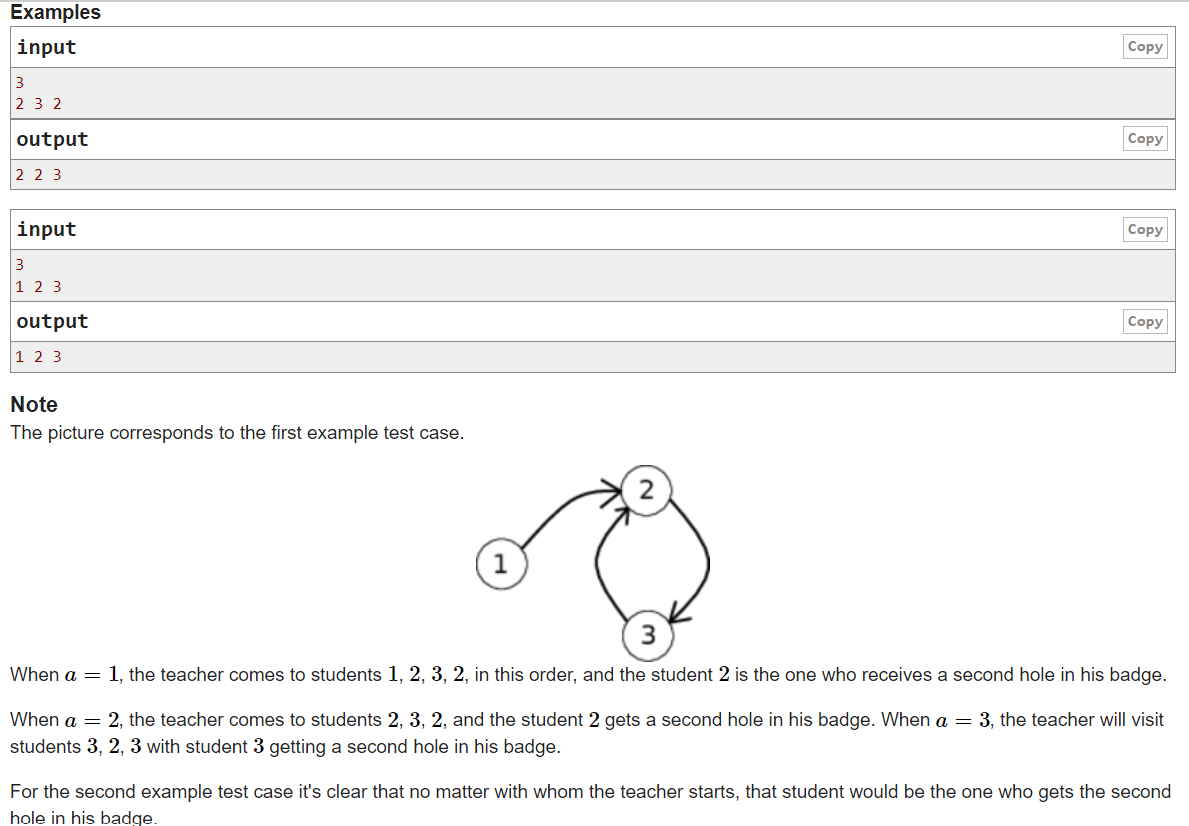 Examples
input
Copy
3
2 3 2
output
Copy
2 2 3
input
Copy
3
1 2 3
output
Copy
1 2 3
Note
The picture corresponds to the first example test case.
2
1
3
When a = 1, the teacher comes to students 1, 2, 3, 2, in this order, and the student 2 is the one who receives a second hole in his badge.
When a = 2, the teacher comes to students 2, 3, 2, and the student 2 gets a second hole in his badge. When a = 3, the teacher will visit
students 3, 2, 3 with student 3 getting a second hole in his badge.
For the second example test case it's clear that no matter with whom the teacher starts, that student would be the one who gets the second
hole in his badge.